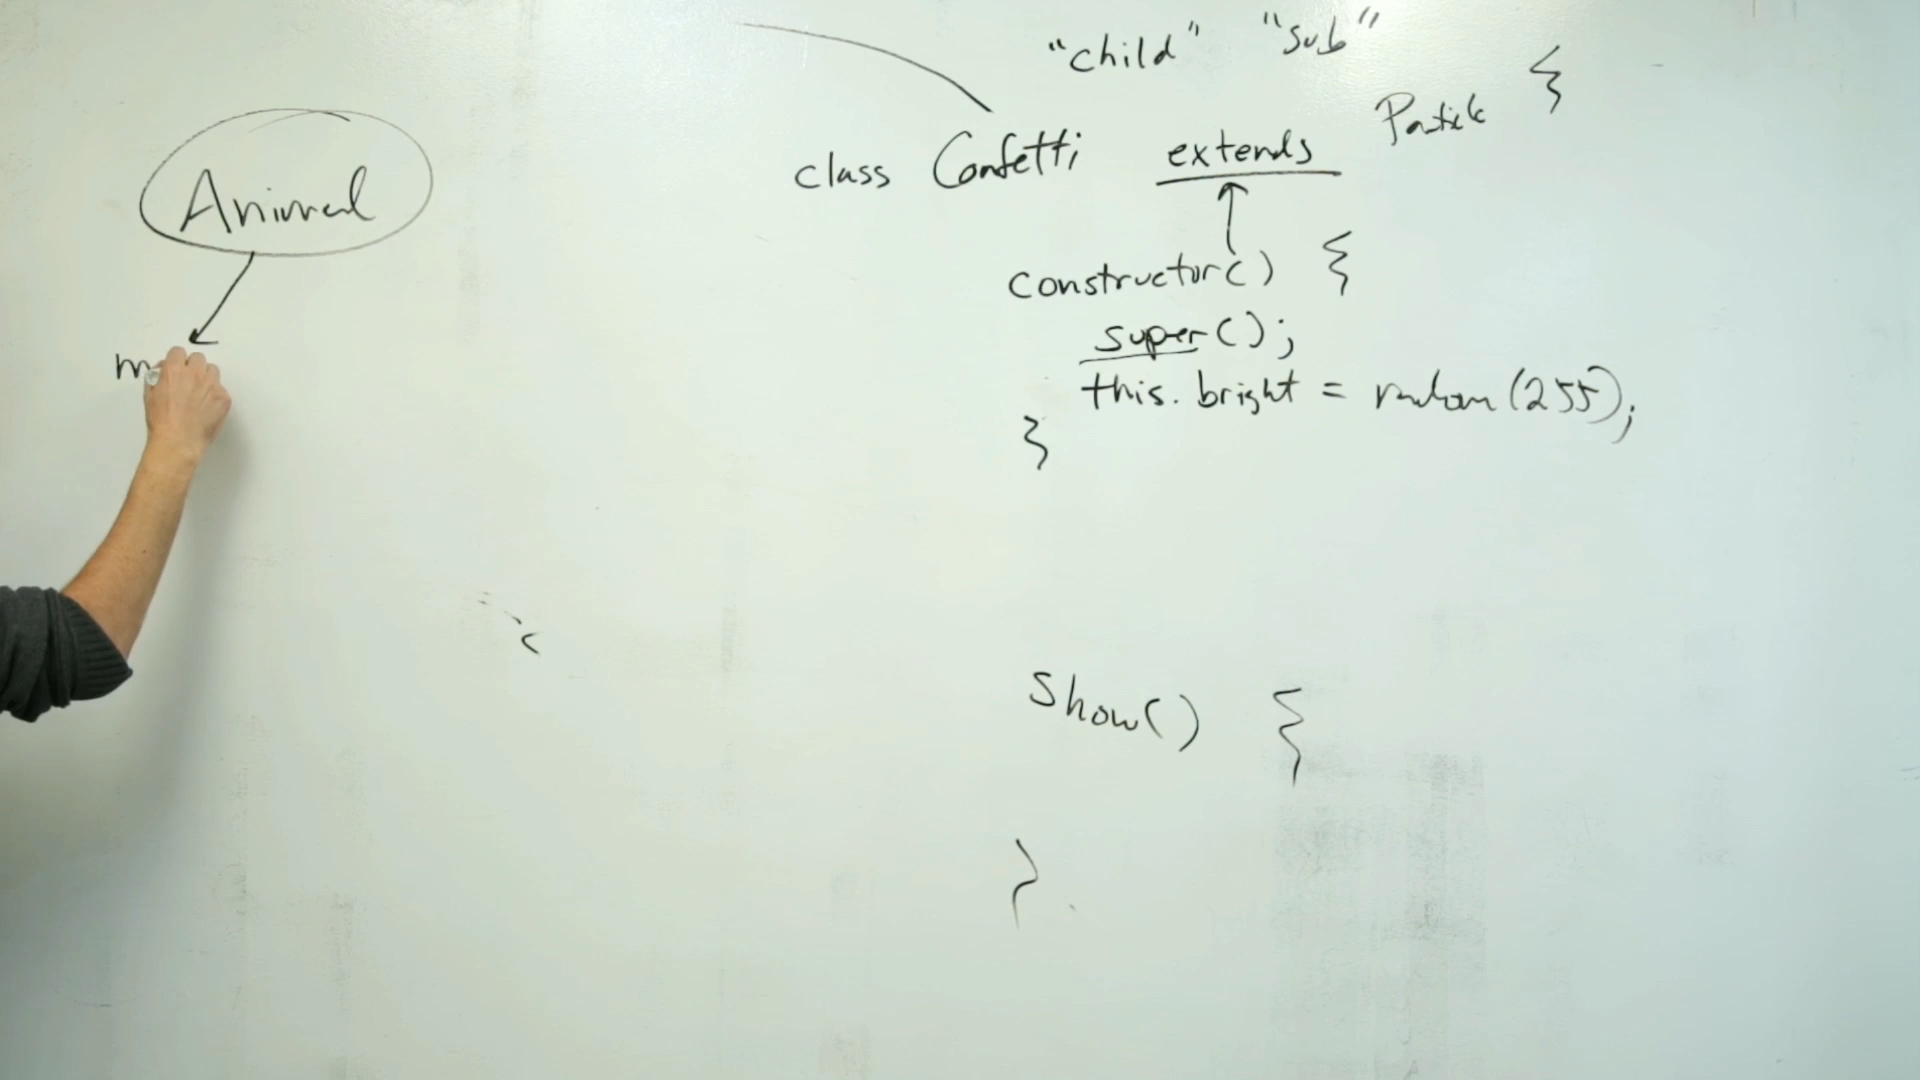 "child" "sub"
class Confetti extends Particle {
constructor() {
super();
this.bright = random(255);
}
show() {
}
Animal
m